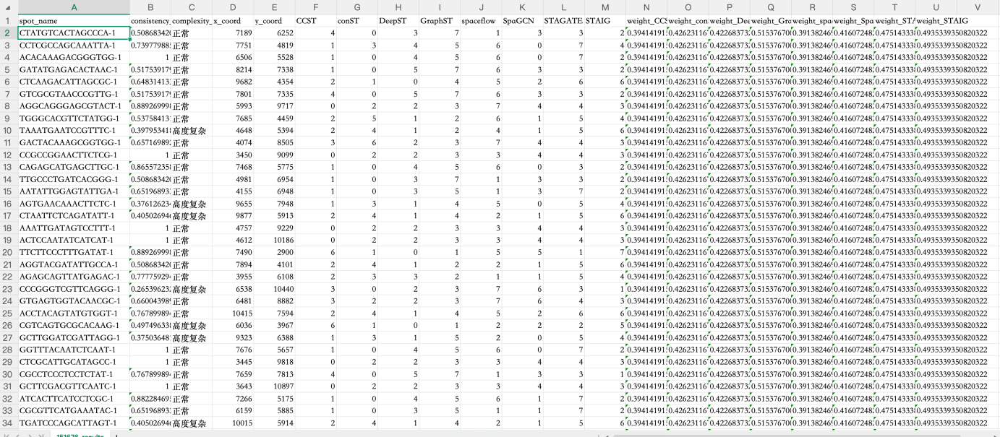 A B C D E F G H I J K L M N O P Q R S T U V
1 spot_name consistency_ complexity_ x_coord y_coord CCST conST DeepST GraphST spaceflow SpaGCN STAGATE STAIG weight_CCS weight_con weight_De weight_Gra weight_spa weight_Spa weight_STA weight_STAIG
2 CTATGTCACTAGCCCA-1 0.508683420 正常 7189 6252 4 0 3 7 1 3 3 2 0.39414191 0.42623116 0.42268373 0.51537670 0.39138246 0.41607248 0.47514333 0.4935339350820322
3 CCTCGCCAGCAAATTA-1 0.73977988 正常 7751 4819 1 3 4 5 6 0 7 4 0.39414191 0.42623116 0.42268373 0.51537670 0.39138246 0.41607248 0.47514333 0.4935339350820322
4 ACACAAAGACGGGTGG-1 1 正常 6506 5528 1 0 4 5 6 0 7 2 0.39414191 0.42623116 0.42268373 0.51537670 0.39138246 0.41607248 0.47514333 0.4935339350820322
5 GATATGAGACACTAAC-1 0.51753917 正常 8214 7338 1 0 5 7 6 3 3 2 0.39414191 0.42623116 0.42268373 0.51537670 0.39138246 0.41607248 0.47514333 0.4935339350820322
6 CTCAAGACATTAGCGC-1 0.64831413 正常 9682 4354 2 1 0 4 5 2 6 6 0.39414191 0.42623116 0.42268373 0.51537670 0.39138246 0.41607248 0.47514333 0.4935339350820322
7 GTCGCGTAACCCGTTG-1 0.51753917 正常 7801 7335 4 0 5 7 6 3 3 2 0.39414191 0.42623116 0.42268373 0.51537670 0.39138246 0.41607248 0.47514333 0.4935339350820322
8 AGGCAGGGAGCGTACT-1 0.88926999 正常 5993 9717 0 2 2 3 7 4 4 3 0.39414191 0.42623116 0.42268373 0.51537670 0.39138246 0.41607248 0.47514333 0.4935339350820322
9 TGGGCACGTTCTATGG-1 0.53758413 正常 7685 4459 2 5 1 2 6 1 5 4 0.39414191 0.42623116 0.42268373 0.51537670 0.39138246 0.41607248 0.47514333 0.4935339350820322
10 TAAATGAATCCGTTTC-1 0.39795341 高度复杂 4648 5394 2 4 1 2 4 1 5 6 0.39414191 0.42623116 0.42268373 0.51537670 0.39138246 0.41607248 0.47514333 0.4935339350820322
11 GACTACAAAGCGGTGG-1 0.65716989 正常 4074 8505 3 6 2 3 7 4 4 3 0.39414191 0.42623116 0.42268373 0.51537670 0.39138246 0.41607248 0.47514333 0.4935339350820322
12 CCGCCGGAACTTCTCG-1 1 正常 3450 9099 0 2 2 3 3 4 4 3 0.39414191 0.42623116 0.42268373 0.51537670 0.39138246 0.41607248 0.47514333 0.4935339350820322
13 CAGAGCATGAGCTTGC-1 0.86557235 正常 7468 5775 1 0 4 5 6 0 3 2 0.39414191 0.42623116 0.42268373 0.51537670 0.39138246 0.41607248 0.47514333 0.4935339350820322
14 TTGCCCTGATCACGGG-1 0.508683420 正常 4981 6954 1 0 3 7 1 3 3 2 0.39414191 0.42623116 0.42268373 0.51537670 0.39138246 0.41607248 0.47514333 0.4935339350820322
15 AATATTGGAGTATTGA-1 0.65196893 正常 4155 6948 1 0 3 5 1 3 7 2 0.39414191 0.42623116 0.42268373 0.51537670 0.39138246 0.41607248 0.47514333 0.4935339350820322
16 AGTGAACAAACTTCTC-1 0.37612623 高度复杂 9655 7948 1 3 1 4 5 0 5 4 0.39414191 0.42623116 0.42268373 0.51537670 0.39138246 0.41607248 0.47514333 0.4935339350820322
17 CTAATTCTCAGATATT-1 0.40502694 高度复杂 9877 5913 2 4 1 4 2 1 5 6 0.39414191 0.42623116 0.42268373 0.51537670 0.39138246 0.41607248 0.47514333 0.4935339350820322
18 AAATTGATAGTCCTTT-1 1 正常 4757 9229 0 2 2 3 3 4 4 3 0.39414191 0.42623116 0.42268373 0.51537670 0.39138246 0.41607248 0.47514333 0.4935339350820322
19 ACTCCAATATCATCAT-1 1 正常 4612 10186 0 2 2 3 3 4 4 3 0.39414191 0.42623116 0.42268373 0.51537670 0.39138246 0.41607248 0.47514333 0.4935339350820322
20 TTCTTCCCTTTGATAT-1 0.88926999 正常 7490 2900 6 1 0 1 5 5 1 7 0.39414191 0.42623116 0.42268373 0.51537670 0.39138246 0.41607248 0.47514333 0.4935339350820322
21 AGGTACGATATTGCCA-1 0.508683420 正常 7894 4101 2 4 1 2 2 1 5 6 0.39414191 0.42623116 0.42268373 0.51537670 0.39138246 0.41607248 0.47514333 0.4935339350820322
22 AGAGCAGTTATGAGAC-1 0.77775929 正常 3955 6108 2 3 3 2 1 1 5 4 0.39414191 0.42623116 0.42268373 0.51537670 0.39138246 0.41607248 0.47514333 0.4935339350820322
23 CCCGGGTCGTTCAGGG-1 0.26539623 高度复杂 6538 10440 3 0 2 3 7 6 3 1 0.39414191 0.42623116 0.42268373 0.51537670 0.39138246 0.41607248 0.47514333 0.4935339350820322
24 GTGAGTGGTACAACGC-1 0.66004398 正常 6481 8882 3 2 2 3 7 6 4 3 0.39414191 0.42623116 0.42268373 0.51537670 0.39138246 0.41607248 0.47514333 0.4935339350820322
25 ACCTACAGTATGTGGT-1 0.76789989 正常 10415 7594 2 4 1 4 5 2 6 6 0.39414191 0.42623116 0.42268373 0.51537670 0.39138246 0.41607248 0.47514333 0.4935339350820322
26 CGTCAGTGCGCACAAG-1 0.49749633 高度复杂 6036 3967 6 1 0 1 2 2 2 5 0.39414191 0.42623116 0.42268373 0.51537670 0.39138246 0.41607248 0.47514333 0.4935339350820322
27 GCTTGGATCGATTAGG-1 0.37503648 高度复杂 9323 6388 1 3 1 5 2 0 5 4 0.39414191 0.42623116 0.42268373 0.51537670 0.39138246 0.41607248 0.47514333 0.4935339350820322
28 GGTTTACAATCTCAAT-1 1 正常 7676 5657 1 0 4 5 6 0 7 2 0.39414191 0.42623116 0.42268373 0.51537670 0.39138246 0.41607248 0.47514333 0.4935339350820322
29 CTCGCATTGCATAGCC-1 1 正常 3445 9818 0 2 2 3 3 4 4 3 0.39414191 0.42623116 0.42268373 0.51537670 0.39138246 0.41607248 0.47514333 0.4935339350820322
30 CGCCTCCCTCCTCTAT-1 0.76789989 正常 7659 7813 4 0 5 7 1 3 3 1 0.39414191 0.42623116 0.42268373 0.51537670 0.39138246 0.41607248 0.47514333 0.4935339350820322
31 GCTTCGACGTTCAATC-1 1 正常 3643 10897 0 2 2 3 3 4 4 3 0.39414191 0.42623116 0.42268373 0.51537670 0.39138246 0.41607248 0.47514333 0.4935339350820322
32 ATCACTTCATCCTCGC-1 0.88228469 正常 7266 5175 1 0 4 5 6 1 7 2 0.39414191 0.42623116 0.42268373 0.51537670 0.39138246 0.41607248 0.47514333 0.4935339350820322
33 CGCGTTCATGAAATAC-1 0.65196893 正常 6159 5885 1 0 3 5 1 1 7 2 0.39414191 0.42623116 0.42268373 0.51537670 0.39138246 0.41607248 0.47514333 0.4935339350820322
34 TGATCCCAGCATTAGT-1 0.40502694 高度复杂 10015 5914 2 4 1 4 2 1 5 6 0.39414191 0.42623116 0.42268373 0.51537670 0.39138246 0.41607248 0.47514333 0.4935339350820322
151676_results